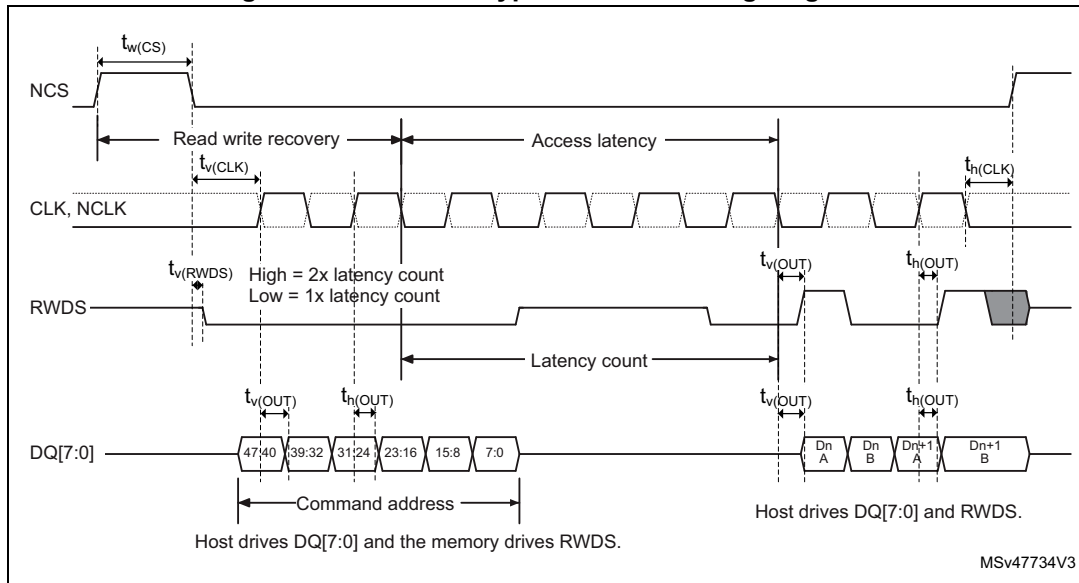 tw(CS)
NCS
Read write recovery
Access latency
tv(CLK)
th(CLK)
CLK, NCLK
tv(RWDS)
High = 2x latency count
Low = 1x latency count
tv(OUT)
th(OUT)
RWDS
Latency count
tv(OUT)
th(OUT)
tv(OUT)
th(OUT)
DQ[7:0]
47:40 39:32 31:24 23:16 15:8 7:0
Dn A
Dn B
Dn+1 A
Dn+1 B
Command address
Host drives DQ[7:0] and RWDS.
Host drives DQ[7:0] and the memory drives RWDS.
MSv47734V3